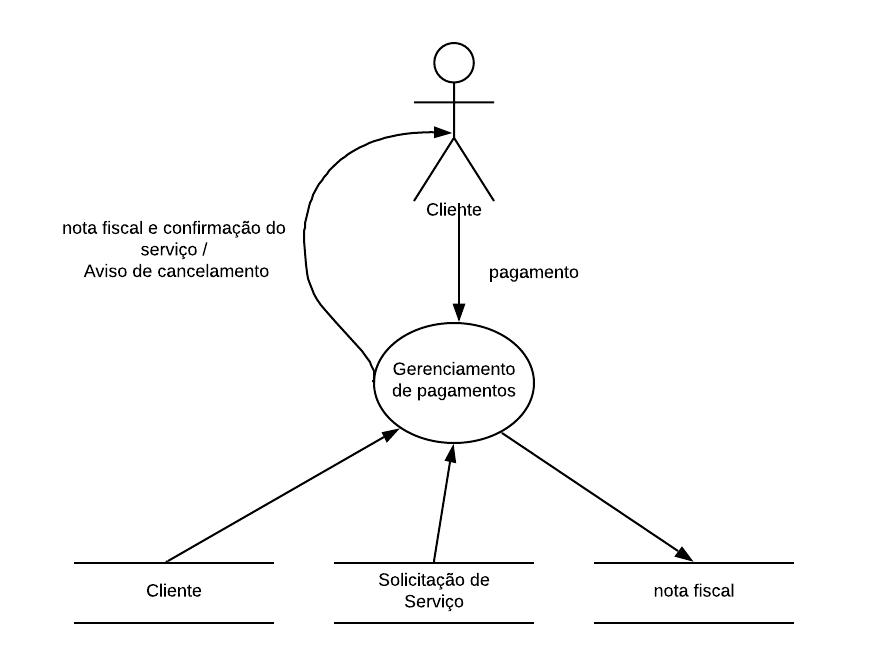 Cliente
nota fiscal e confirmação do
serviço /
Aviso de cancelamento
pagamento
Gerenciamento
de pagamentos
Cliente
Solicitação de
Serviço
nota fiscal